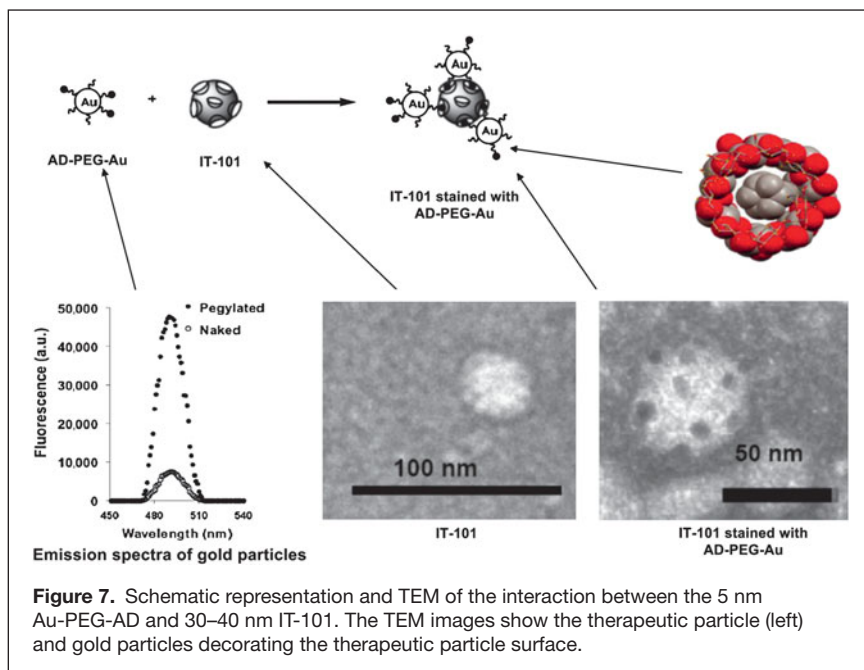 Au
+
Au
Au
Au
AD-PEG-Au
IT-101
IT-101 stained with
AD-PEG-Au
50,000
40,000
30,000
20,000
10,000
0
Fluorescence (a.u.)
• Pegylated
o Naked
450
480
510
540
Wavelength (nm)
Emission spectra of gold particles
100 nm
IT-101
50 nm
IT-101 stained with
AD-PEG-Au
Figure 7. Schematic representation and TEM of the interaction between the 5 nm
Au-PEG-AD and 30–40 nm IT-101. The TEM images show the therapeutic particle (left)
and gold particles decorating the therapeutic particle surface.